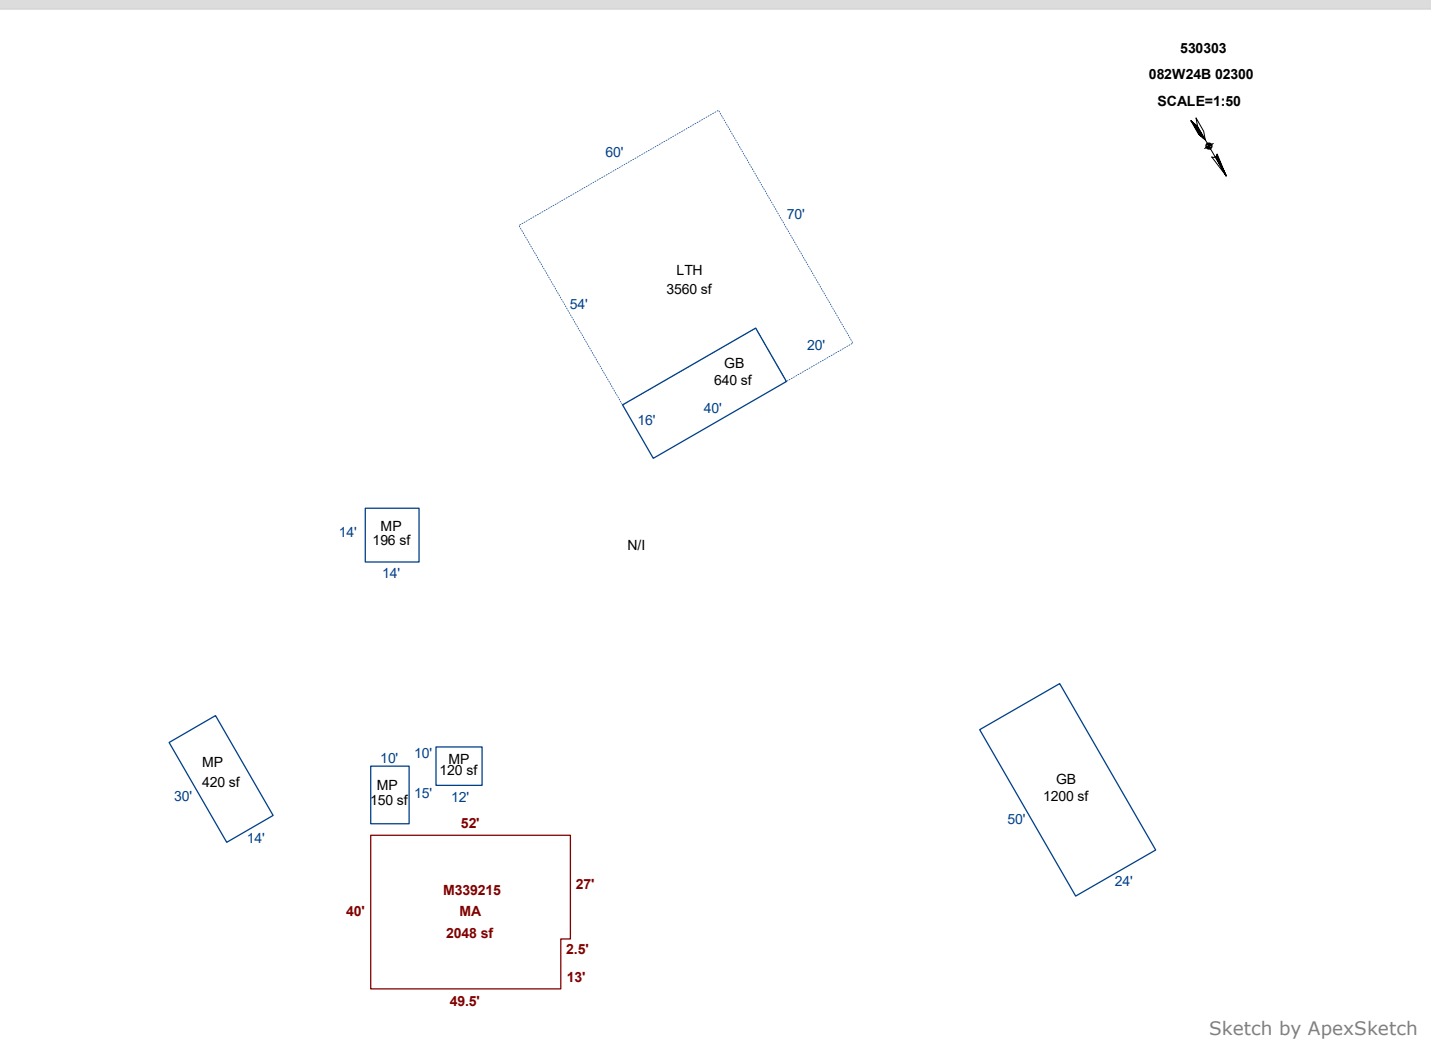 530303
082W24B 02300
SCALE=1:50
60'
70'
LTH
3560 sf
54'
20'
GB
640 sf
40'
16'
14'
MP
196 sf
14'
N/I
MP
420 sf
30'
14'
10'
MP
150 sf
15'
10'
MP
120 sf
12'
52'
M339215
MA
2048 sf
40'
27'
2.5'
13'
49.5'
GB
1200 sf
50'
24'
Sketch by ApexSketch